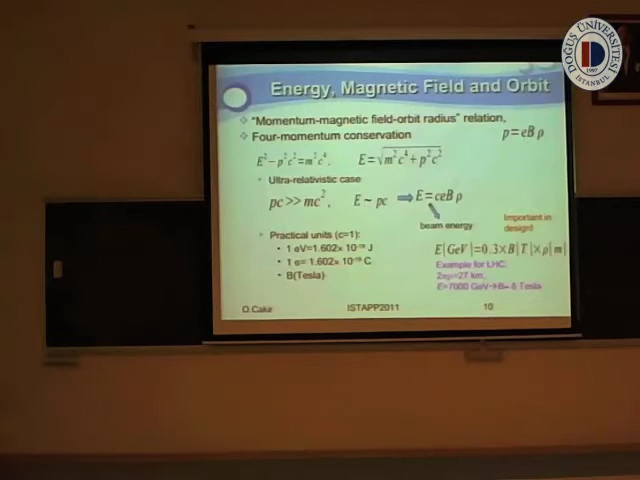 DOĞUŞ ÜNİVERSİTESİ
1997
İSTANBUL
Energy, Magnetic Field and Orbit
"Momentum-magnetic field-orbit radius" relation,
p=eBρ
Four-momentum conservation
E²−p²c²=m²c⁴, E=√m²c⁴+p²c²
Ultra-relativistic case
pc>>mc², E~pc ⇒ E=ceBρ
beam energy
Important in
design!
Practical units (c=1):
1 eV=1.602×10⁻¹⁹ J
1 e=1.602×10⁻¹⁹ C
B(Tesla)
E[GeV]=0.3×B[T]×ρ[m]
Example for LHC:
2πρ=27 km,
E=7000 GeV→B= Tesla
O.Cakir ISTAPP2011 10